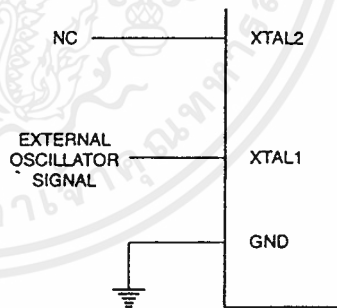 NC
XTAL2
EXTERNAL
OSCILLATOR
SIGNAL
XTAL1
GND